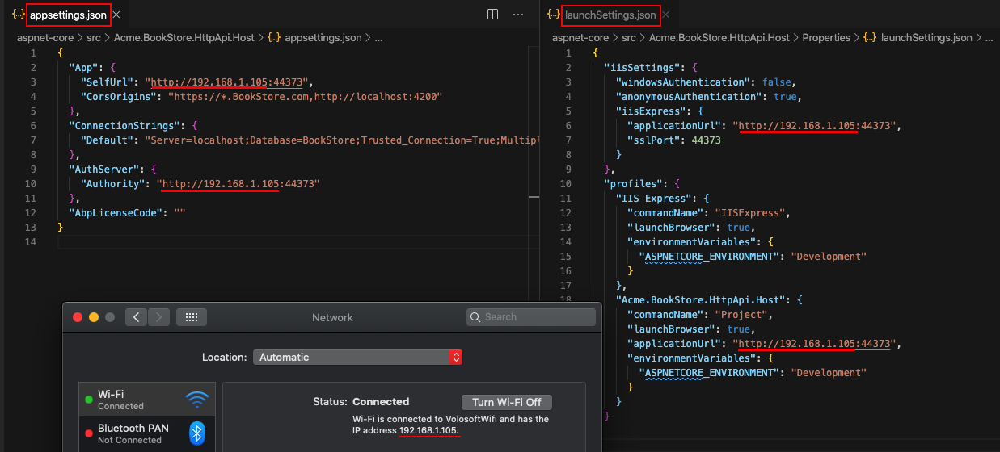 appsettings.json
aspnet-core > src > Acme.BookStore.HttpApi.Host > {..} appsettings.json > ...
1 {
2 "App": {
3 "SelfUrl": "http://192.168.1.105:44373",
4 "CorsOrigins": "https://*.BookStore.com,http://localhost:4200"
5 },
6 "ConnectionStrings": {
7 "Default": "Server=localhost;Database=BookStore;Trusted_Connection=True;Multipl
8 },
9 "AuthServer": {
10 "Authority": "http://192.168.1.105:44373"
11 },
12 "AbpLicenseCode": ""
13 }
14
launchSettings.json
aspnet-core > src > Acme.BookStore.HttpApi.Host > Properties > {..} launchSettings.json > ...
1 {
2 "iisSettings": {
3 "windowsAuthentication": false,
4 "anonymousAuthentication": true,
5 "iisExpress": {
6 "applicationUrl": "http://192.168.1.105:44373",
7 "sslPort": 44373
8 }
9 },
10 "profiles": {
11 "IIS Express": {
12 "commandName": "IISExpress",
13 "launchBrowser": true,
14 "environmentVariables": {
15 "ASPNETCORE_ENVIRONMENT": "Development"
16 }
17 },
18 "Acme.BookStore.HttpApi.Host": {
"commandName": "Project",
"launchBrowser": true,
"applicationUrl": "http://192.168.1.105:44373",
"environmentVariables": {
"ASPNETCORE_ENVIRONMENT": "Development"
}
}
}
Network
Search
Location: Automatic
Wi-Fi
Connected
Bluetooth PAN
Not Connected
Status: Connected
Turn Wi-Fi Off
Wi-Fi is connected to VolosoftWifi and has the
IP address 192.168.1.105.